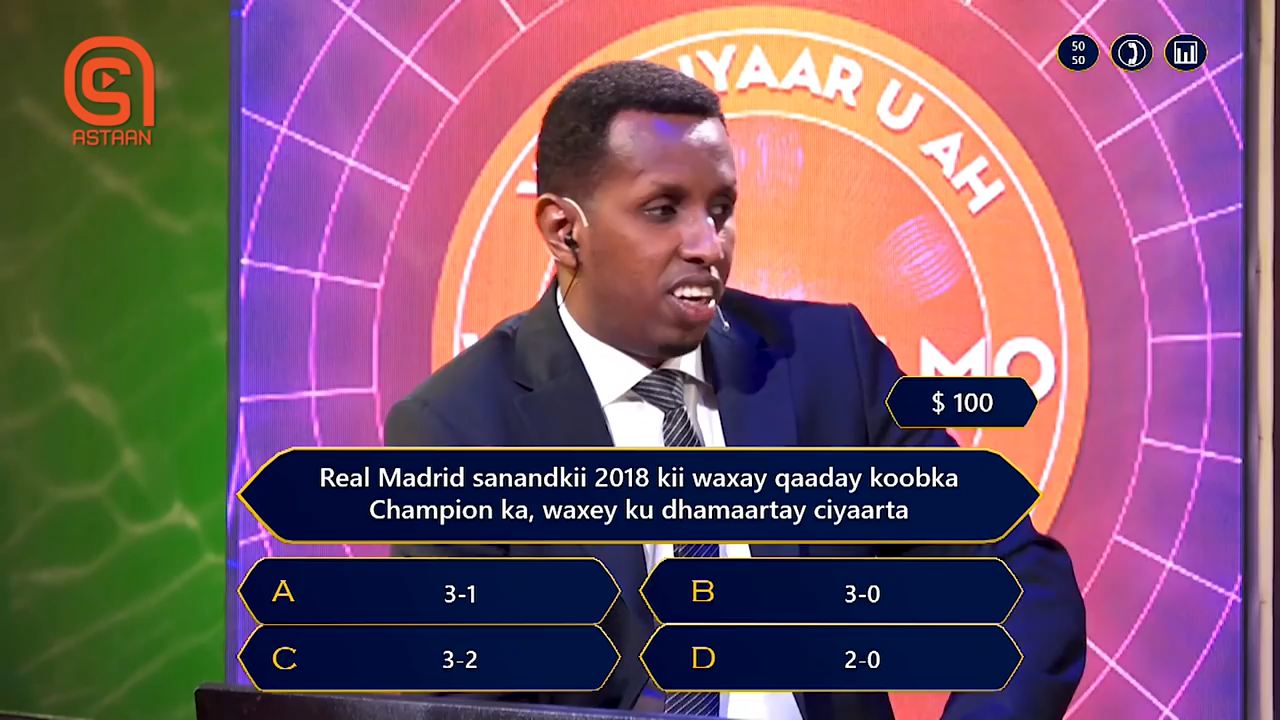 ASTAAN
50
50
IYAAR U AH
MO
$ 100
Real Madrid sanandkii 2018 kii waxay qaaday koobka
Champion ka, waxey ku dhamaartay ciyaarta
A 3-1
B 3-0
C 3-2
D 2-0